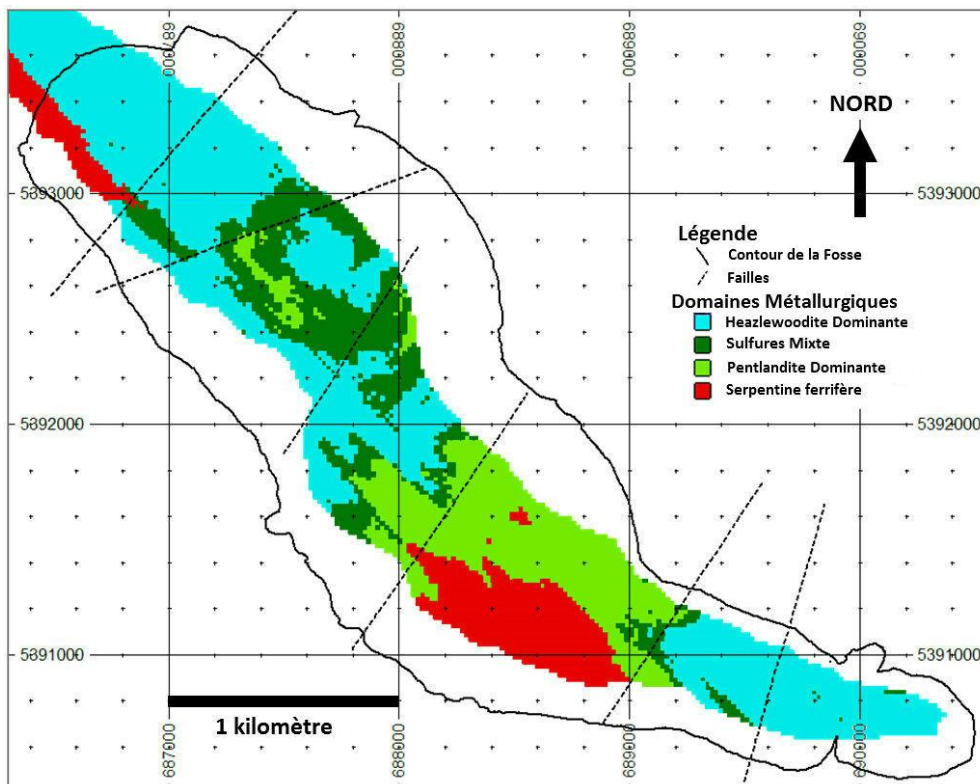 687000 688000 689000 690000
NORD
5393000 5393000
Légende
Contour de la Fosse
Failles
Domaines Métallurgiques
Heazlewoodite Dominante
Sulfures Mixte
Pentlandite Dominante
Serpentine ferrifère
5392000 5392000
5391000 5391000
1 kilomètre
687000 688000 689000 690000